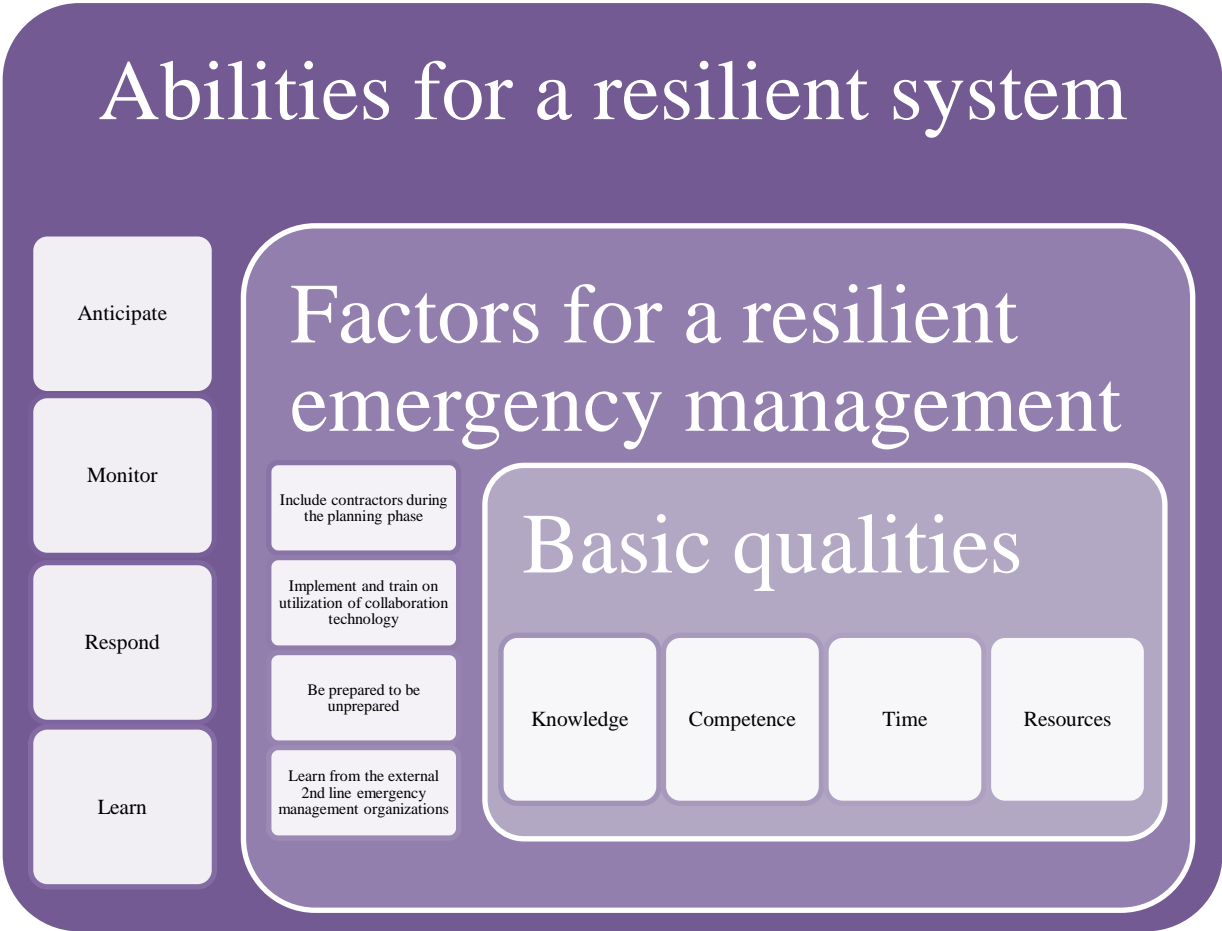 Abilities for a resilient system
Anticipate
Monitor
Respond
Learn
Factors for a resilient
emergency management
Include contractors during
the planning phase
Implement and train on
utilization of collaboration
technology
Be prepared to be
unprepared
Learn from the external
2nd line emergency
management organizations
Basic qualities
Knowledge
Competence
Time
Resources